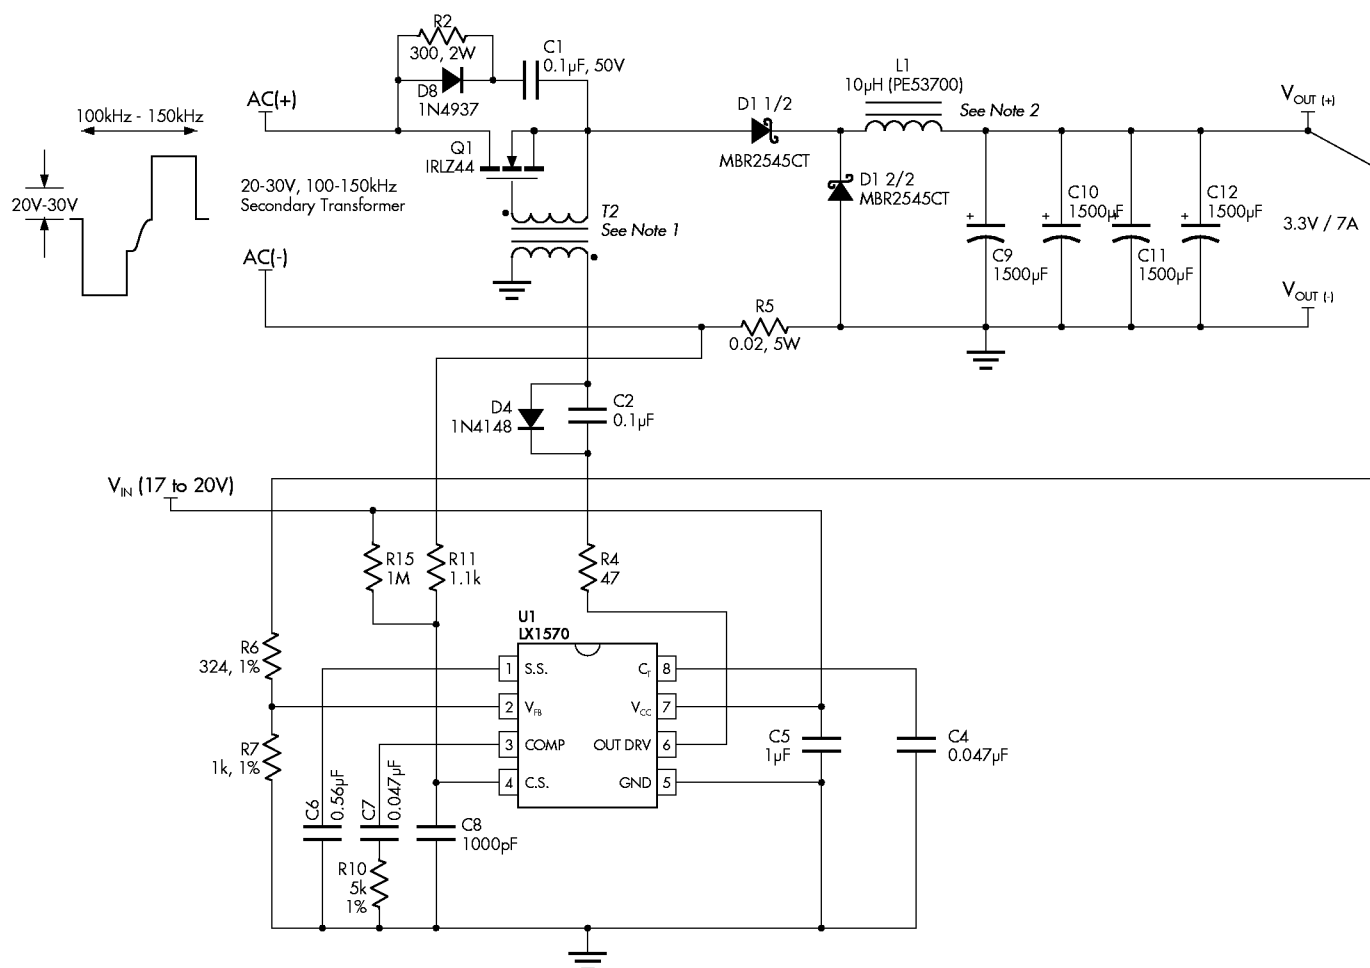 R2
300, 2W
C1
0.1µF, 50V
D8
1N4937
L1
10µH (PE53700)
See Note 2
AC(+)
100kHz - 150kHz
D1 1/2
MBR2545CT
V OUT (+)
Q1
IRLZ44
20V-30V
20-30V, 100-150kHz
Secondary Transformer
T2
See Note 1
D1 2/2
MBR2545CT
C10
1500µF
C12
1500µF
+
+
+
+
3.3V / 7A
C9
1500µF
C11
1500µF
AC(-)
V OUT (-)
R5
0.02, 5W
D4
1N4148
C2
0.1µF
VIN (17 to 20V)
R15
1M
R11
1.1k
R4
47
U1
LX1570
R6
324, 1%
1
S.S.
CT
8
2
VFB
VCC
7
3
COMP
OUT DRV
6
4
C.S.
GND
5
R7
1k, 1%
C5
1µF
C4
0.047µF
C6
0.56µF
C7
0.047µF
C8
1000pF
R10
5k
1%